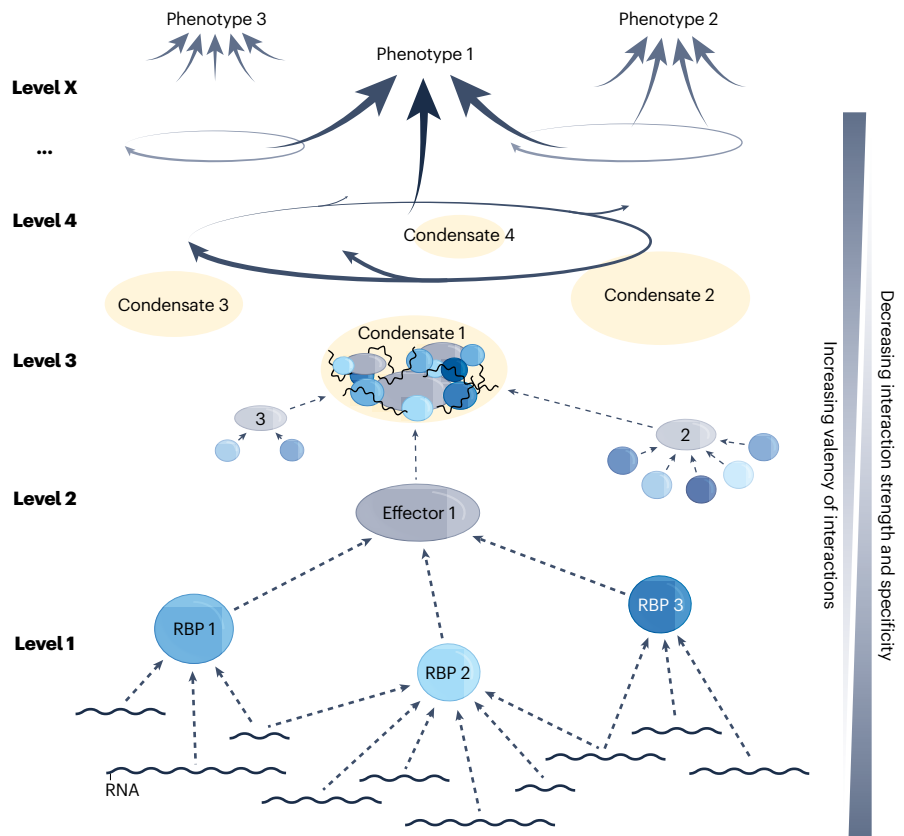 Phenotype 3
Phenotype 2
Phenotype 1
Level X
...
Level 4
Condensate 4
Condensate 3
Condensate 2
Condensate 1
Level 3
3
2
Level 2
Effector 1
RBP 1
RBP 3
Level 1
RBP 2
RNA
Increasing valency of interactions
Decreasing interaction strength and specificity